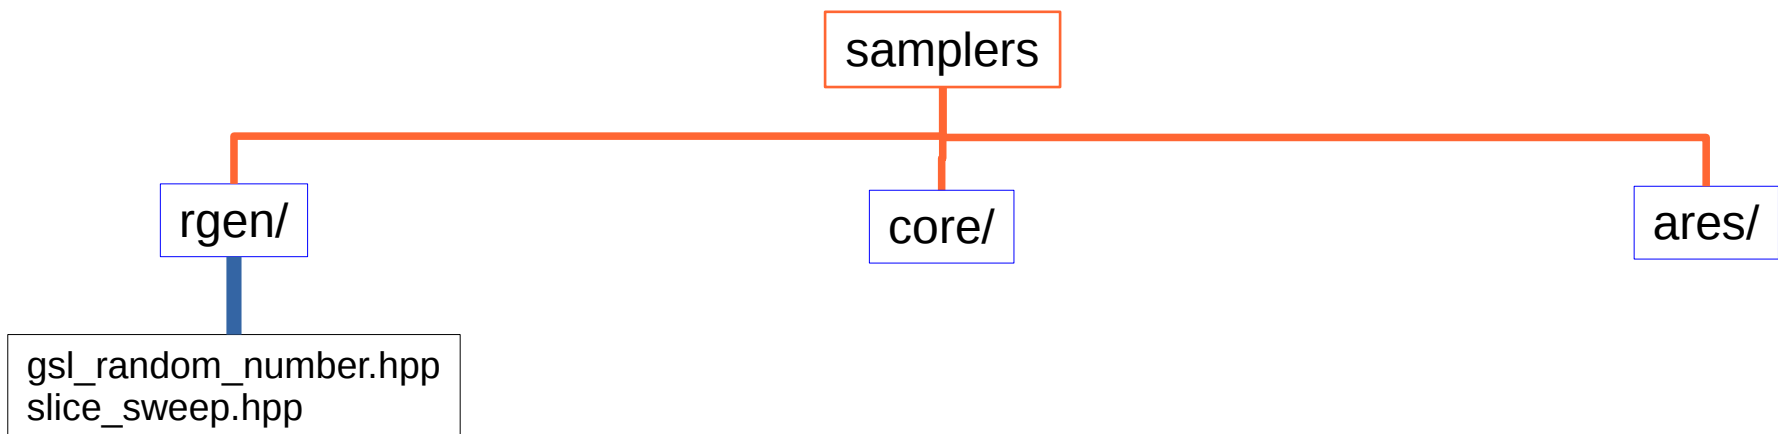 samplers
rgen/
core/
ares/
gsl_random_number.hpp
slice_sweep.hpp